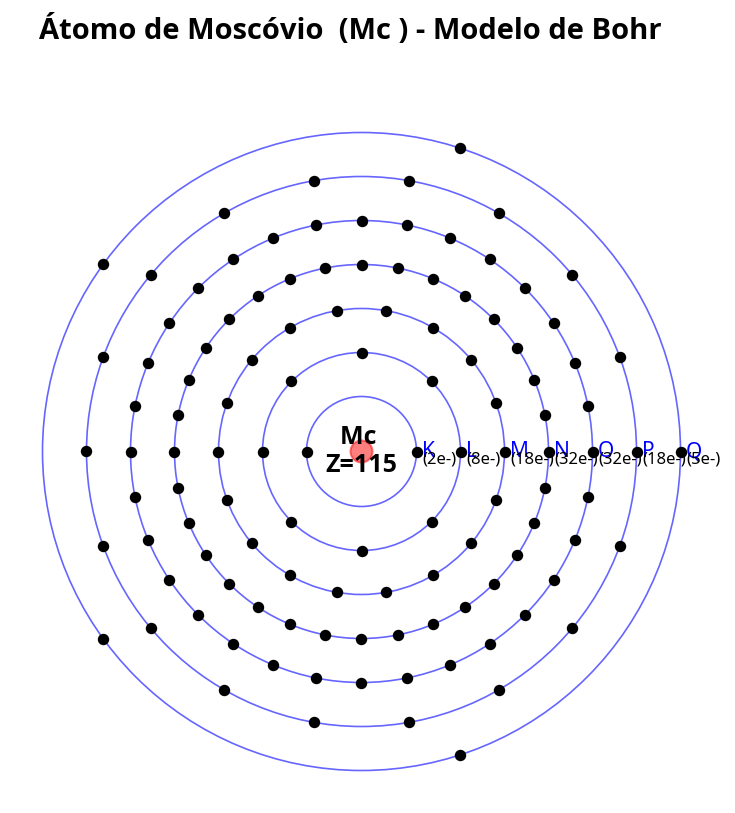 Átomo de Moscóvio  (Mc ) - Modelo de Bohr
Mc
Z=115
K L M N O P Q
(2e-) (8e-) (18e-) (32e-) (32e-) (18e-) (5e-)